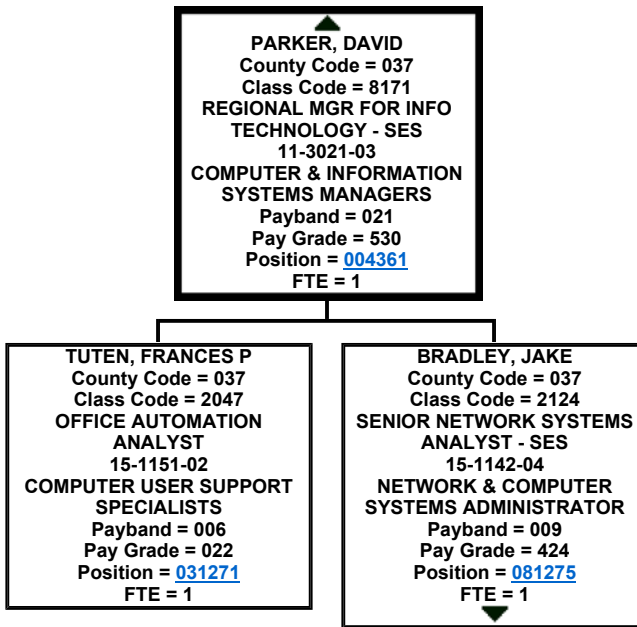 PARKER, DAVID
County Code = 037
Class Code = 8171
REGIONAL MGR FOR INFO
TECHNOLOGY - SES
11-3021-03
COMPUTER & INFORMATION
SYSTEMS MANAGERS
Payband = 021
Pay Grade = 530
Position = 004361
FTE = 1
TUTEN, FRANCES P
County Code = 037
Class Code = 2047
OFFICE AUTOMATION
ANALYST
15-1151-02
COMPUTER USER SUPPORT
SPECIALISTS
Payband = 006
Pay Grade = 022
Position = 031271
FTE = 1
BRADLEY, JAKE
County Code = 037
Class Code = 2124
SENIOR NETWORK SYSTEMS
ANALYST - SES
15-1142-04
NETWORK & COMPUTER
SYSTEMS ADMINISTRATOR
Payband = 009
Pay Grade = 424
Position = 081275
FTE = 1